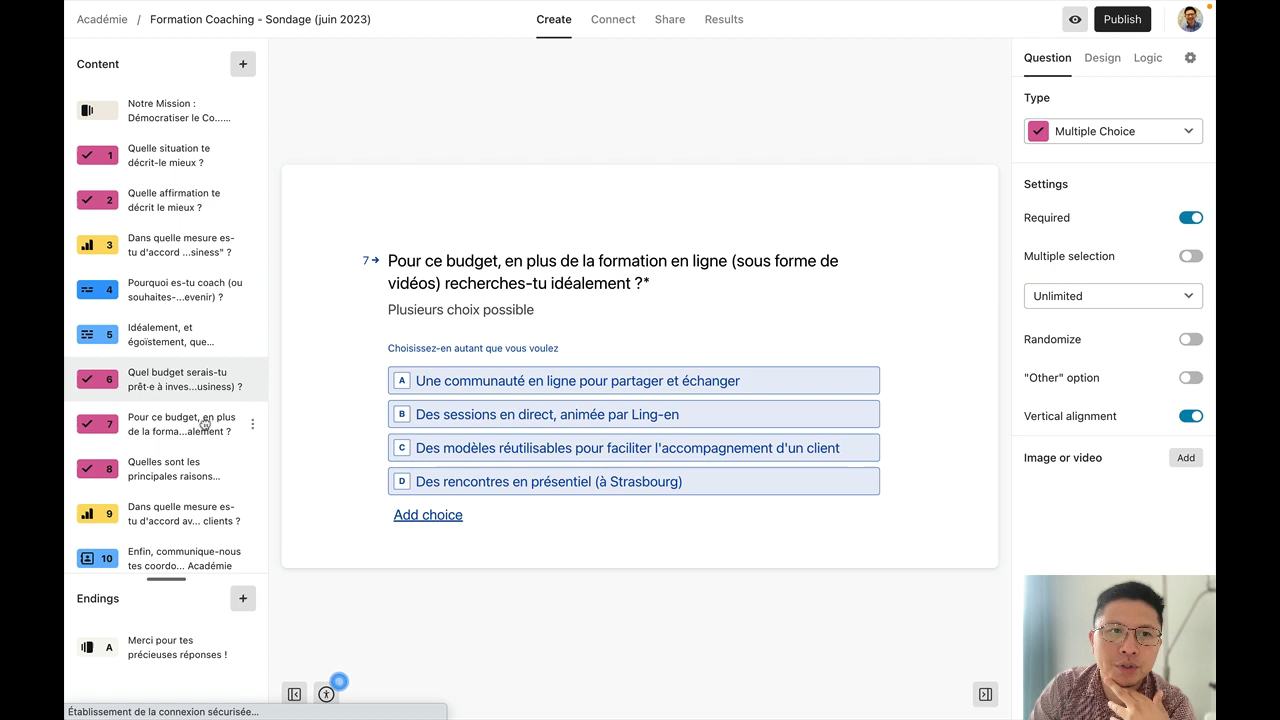 Académie / Formation Coaching - Sondage (juin 2023)
Create Connect Share Results
Publish
Content
+
Notre Mission :
Démocratiser le Co...…
1 Quelle situation te
décrit-le mieux ?
2 Quelle affirmation te
décrit le mieux ?
3 Dans quelle mesure es-
tu d'accord ...siness" ?
4 Pourquoi es-tu coach (ou
souhaites-...evenir) ?
5 Idéalement, et
égoïstement, que...
6 Quel budget serais-tu
prêt·e à inves...usiness) ?
7 Pour ce budget, en plus
de la forma...alement ?
8 Quelles sont les
principales raisons...
9 Dans quelle mesure es-
tu d'accord av... clients ?
10 Enfin, communique-nous
tes coordo... Académie
Endings
+
A Merci pour tes
précieuses réponses !
Établissement de la connexion sécurisée...
7 Pour ce budget, en plus de la formation en ligne (sous forme de
vidéos) recherches-tu idéalement ?*
Plusieurs choix possible
Choisissez-en autant que vous voulez
A Une communauté en ligne pour partager et échanger
B Des sessions en direct, animée par Ling-en
C Des modèles réutilisables pour faciliter l'accompagnement d'un client
D Des rencontres en présentiel (à Strasbourg)
Add choice
Question Design Logic
Type
Multiple Choice
Settings
Required
Multiple selection
Unlimited
Randomize
"Other" option
Vertical alignment
Image or video Add